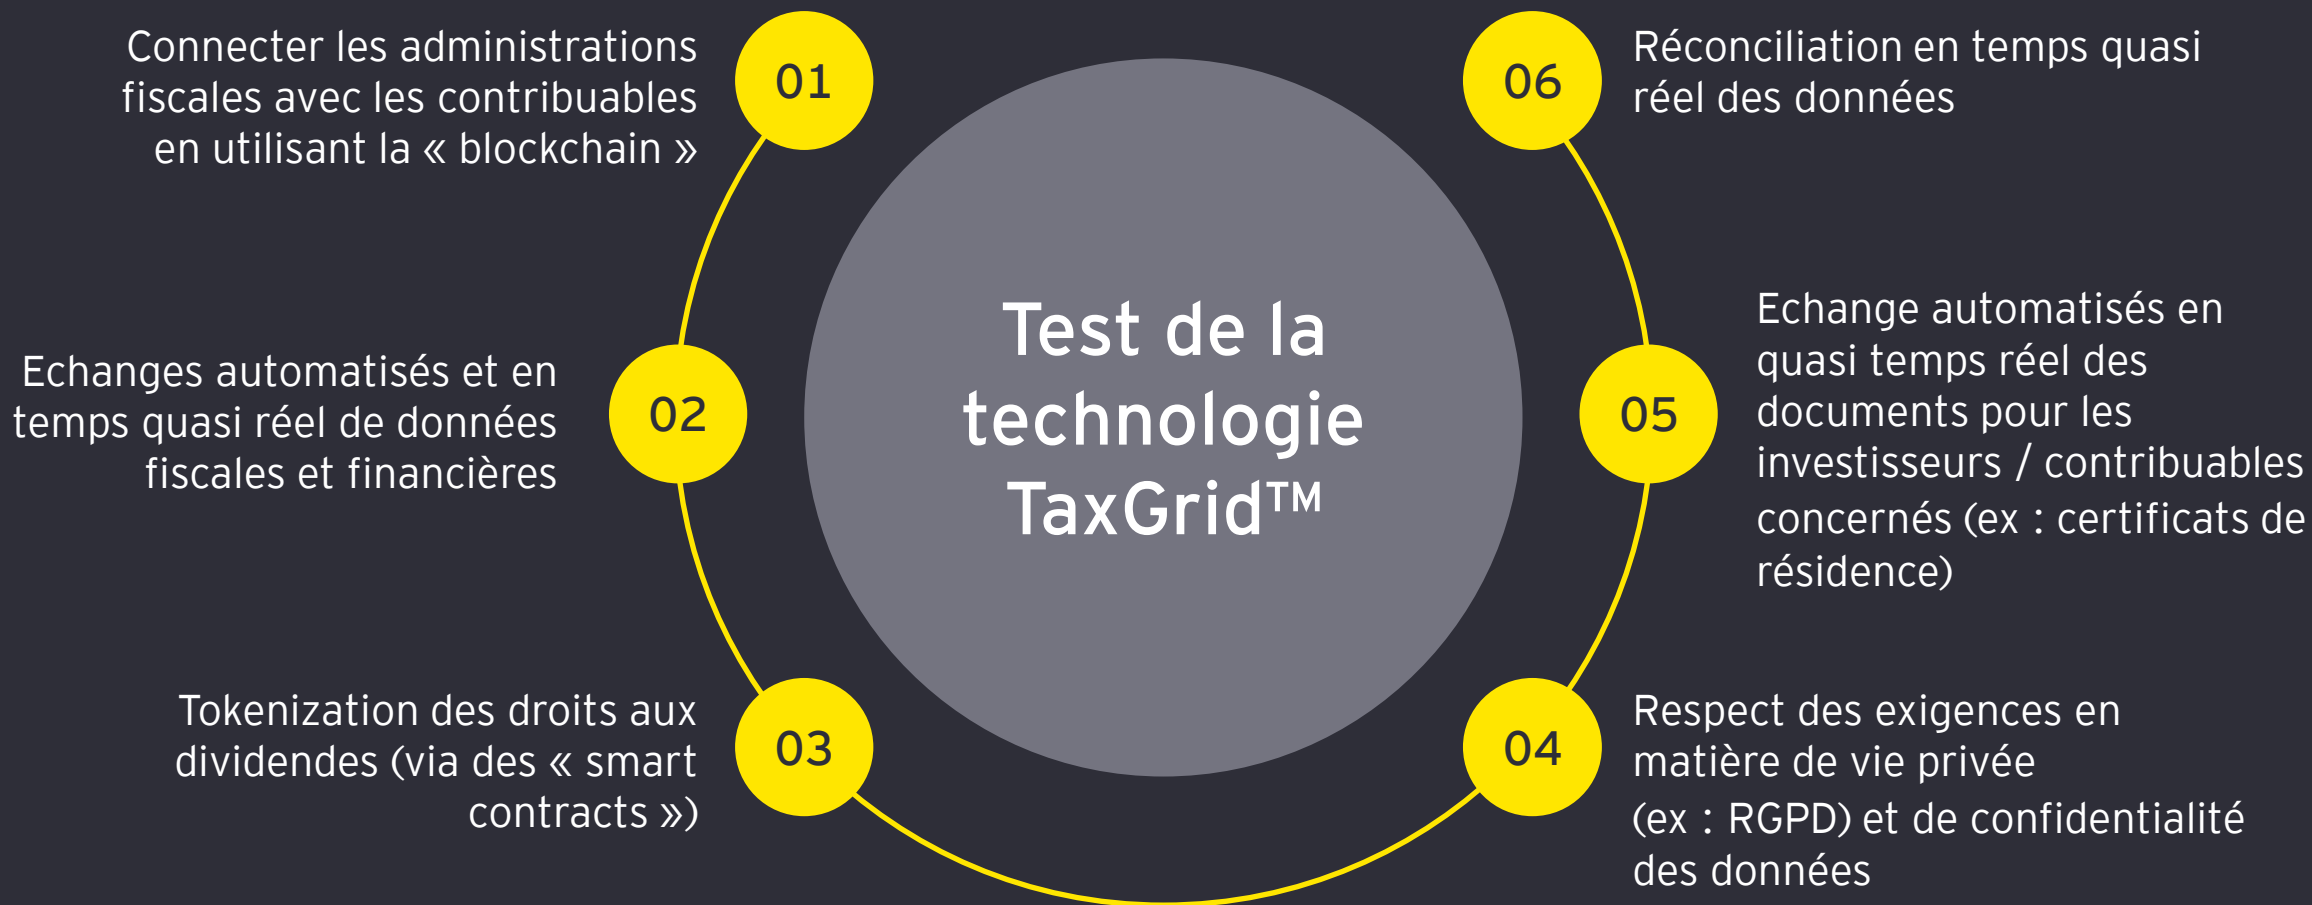 Connecter les administrations
fiscales avec les contribuables
en utilisant la « blockchain »
01
Echanges automatisés et en
temps quasi réel de données
fiscales et financières
02
Tokenization des droits aux
dividendes (via des « smart
contracts »)
03
Test de la
technologie
TaxGrid™
04
Respect des exigences en
matière de vie privée
(ex : RGPD) et de confidentialité
des données
05
Echange automatisés en
quasi temps réel des
documents pour les
investisseurs / contribuables
concernés (ex : certificats de
résidence)
06
Réconciliation en temps quasi
réel des données